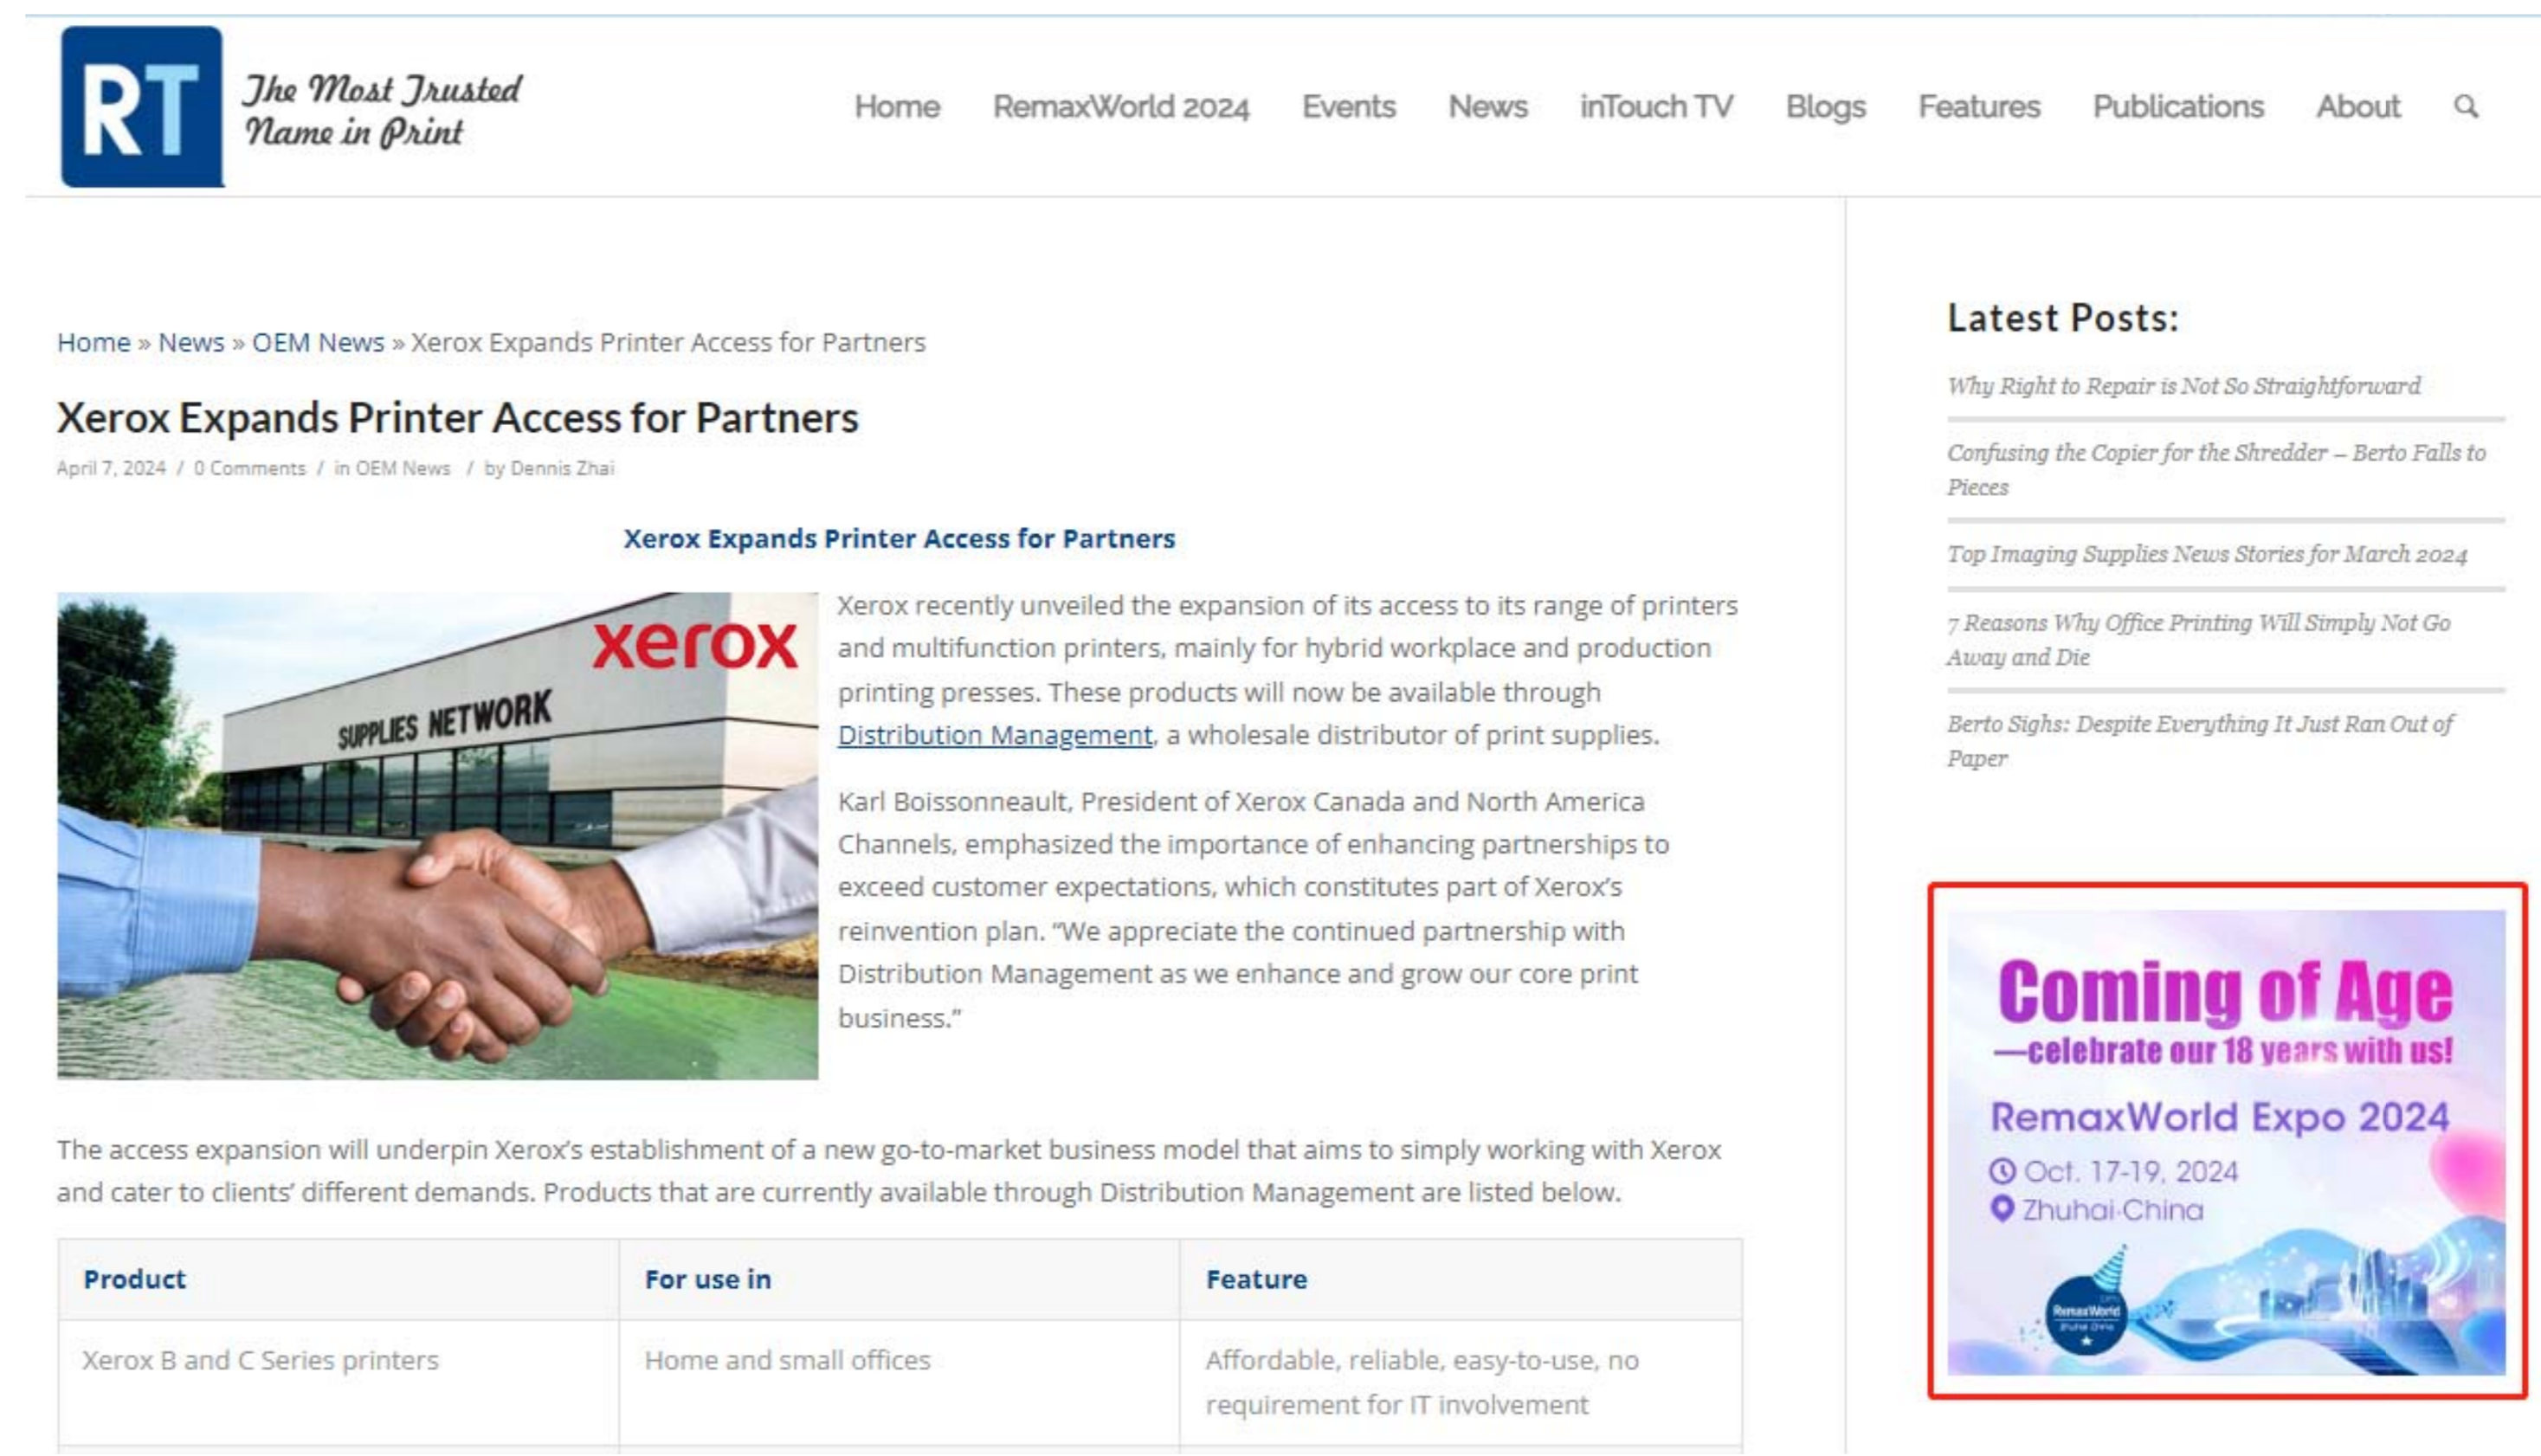 RT
The Most Trusted
Name in Print
Home RemaxWorld 2024 Events News inTouch TV Blogs Features Publications About
Home » News » OEM News » Xerox Expands Printer Access for Partners
Xerox Expands Printer Access for Partners
April 7, 2024 / 0 Comments / in OEM News / by Dennis Zhai
Xerox Expands Printer Access for Partners
xerox
SUPPLIES NETWORK
Xerox recently unveiled the expansion of its access to its range of printers
and multifunction printers, mainly for hybrid workplace and production
printing presses. These products will now be available through
Distribution Management, a wholesale distributor of print supplies.
Karl Boissonneault, President of Xerox Canada and North America
Channels, emphasized the importance of enhancing partnerships to
exceed customer expectations, which constitutes part of Xerox’s
reinvention plan. “We appreciate the continued partnership with
Distribution Management as we enhance and grow our core print
business.”
The access expansion will underpin Xerox’s establishment of a new go-to-market business model that aims to simply working with Xerox
and cater to clients’ different demands. Products that are currently available through Distribution Management are listed below.
Product For use in Feature
Xerox B and C Series printers Home and small offices Affordable, reliable, easy-to-use, no
requirement for IT involvement
Latest Posts:
Why Right to Repair is Not So Straightforward
Confusing the Copier for the Shredder – Berto Falls to
Pieces
Top Imaging Supplies News Stories for March 2024
7 Reasons Why Office Printing Will Simply Not Go
Away and Die
Berto Sighs: Despite Everything It Just Ran Out of
Paper
Coming of Age
—celebrate our 18 years with us!
RemaxWorld Expo 2024
Oct. 17-19, 2024
Zhuhai·China
RemaxWorld